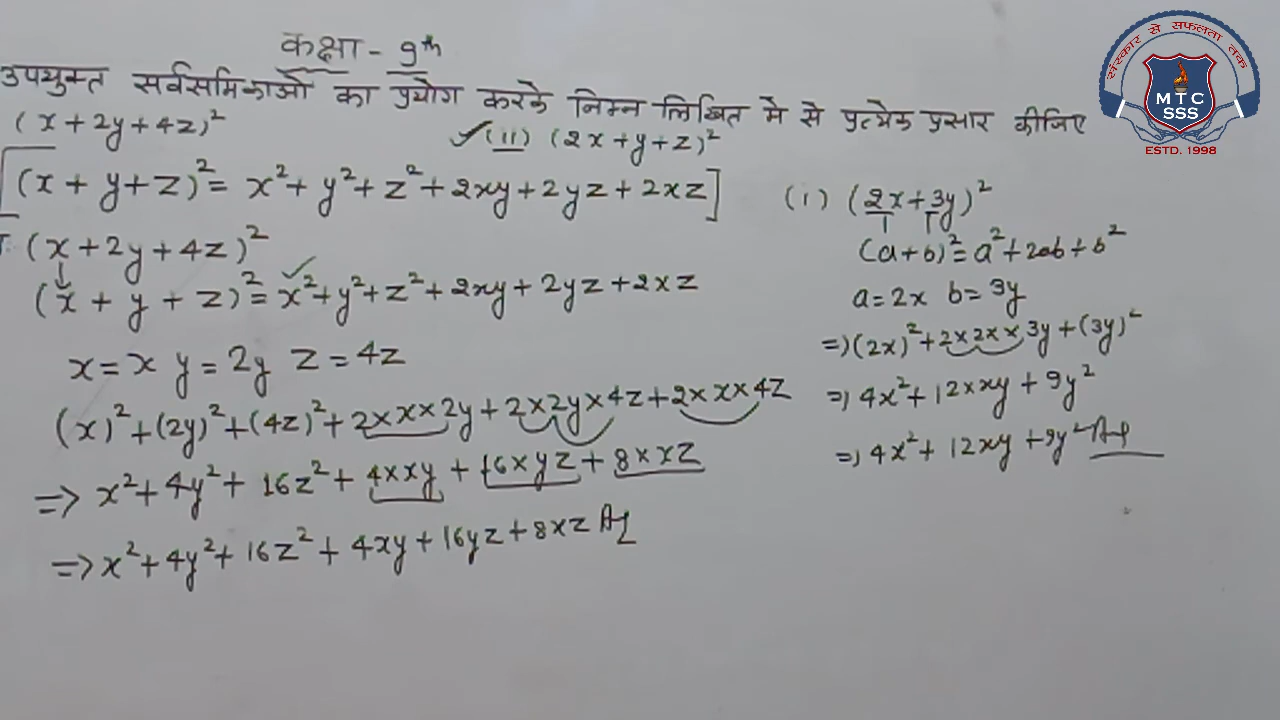 कक्षा - 9th
उपयुक्त सर्वसमिकाओ का प्रयोग करके निम्न लिखित मे से प्रत्येक प्रसार कीजिए
(x+2y+4z)²
(ii) (2x+y+z)²
[(x+y+z)²= x²+y²+z²+2xy+2yz+2xz]
(x+2y+4z)²
(x+y+z)²= x²+y²+z²+2xy+2yz+2xz
x=x y=2y z=4z
(x)²+(2y)²+(4z)²+2×x×2y+2×2y×4z+2×x×4z
=> x²+4y²+16z²+4×xy+16×yz+8×xz
=> x²+4y²+16z²+4xy+16yz+8xz
(i) (2x+3y)²
(a+b)²=a²+2ab+b²
a=2x b=3y
=>(2x)²+2×2x×3y+(3y)²
=> 4x²+12×xy+9y²
=> 4x²+12xy+9y²
संस्कार से सफलता तक
MTC
SSS
ESTD. 1998